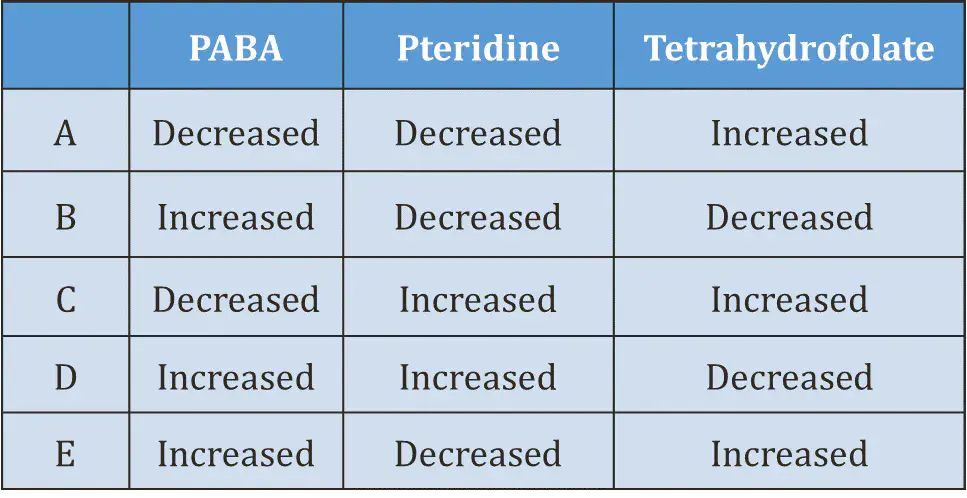 PABA Pteridine Tetrahydrofolate
A Decreased Decreased Increased
B Increased Decreased Decreased
C Decreased Increased Increased
D Increased Increased Decreased
E Increased Decreased Increased